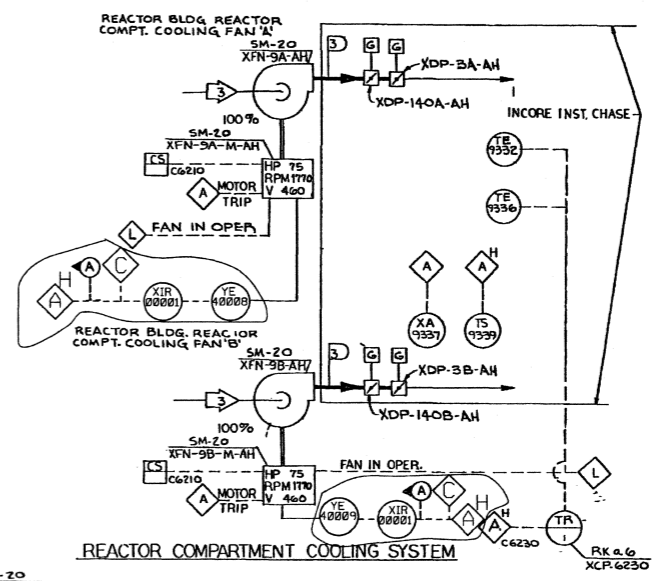 REACTOR BLDG REACTOR
COMPT. COOLING FAN 'A'
SM-20
XFN-9A-AH
3
G
G
XDP-3A-AH
3
XDP-140A-AH
INCORE INST. CHASE
100%
SM-20
XFN-9A-M-AH
TE
9332
CS
C6210
HP 75
RPM 1770
V 460
A
MOTOR
TRIP
TE
9336
L
FAN IN OPER.
H
A
C
A
XIR
00001
YE
40008
A
A
H
REACTOR BLDG. REACTOR
COMPT. COOLING FAN 'B'
XA
9337
TS
9339
SM-20
XFN-9B-AH
3
G
G
XDP-3B-AH
3
XDP-140B-AH
100%
SM-20
XFN-9B-M-AH
CS
C6210
HP 75
RPM 1770
V 460
FAN IN OPER.
L
A
MOTOR
TRIP
YE
40009
XIR
00001
A
C
H
A
A
H
C6230
TR
REACTOR COMPARTMENT COOLING SYSTEM
RK a6
XCP-6230
-20